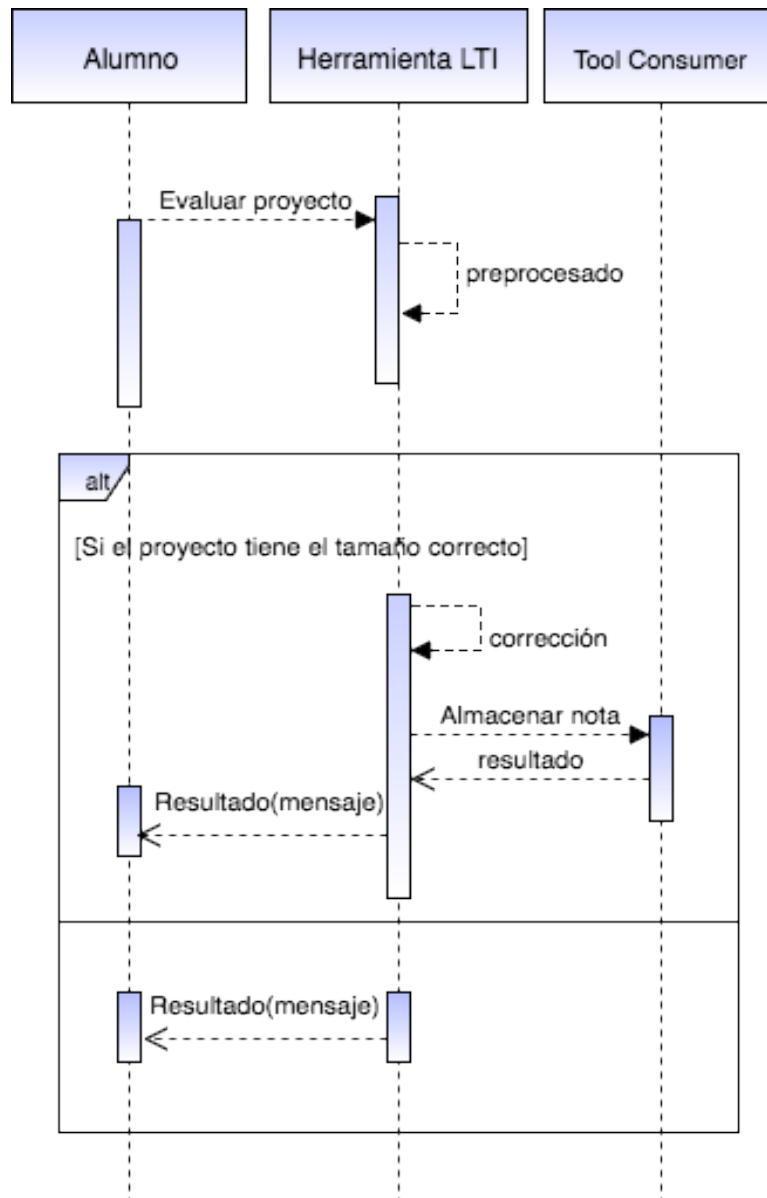 Alumno
Herramienta LTI
Tool Consumer
Evaluar proyecto
preprocesado
alt
[Si el proyecto tiene el tamaño correcto]
corrección
Almacenar nota
resultado
Resultado(mensaje)
Resultado(mensaje)